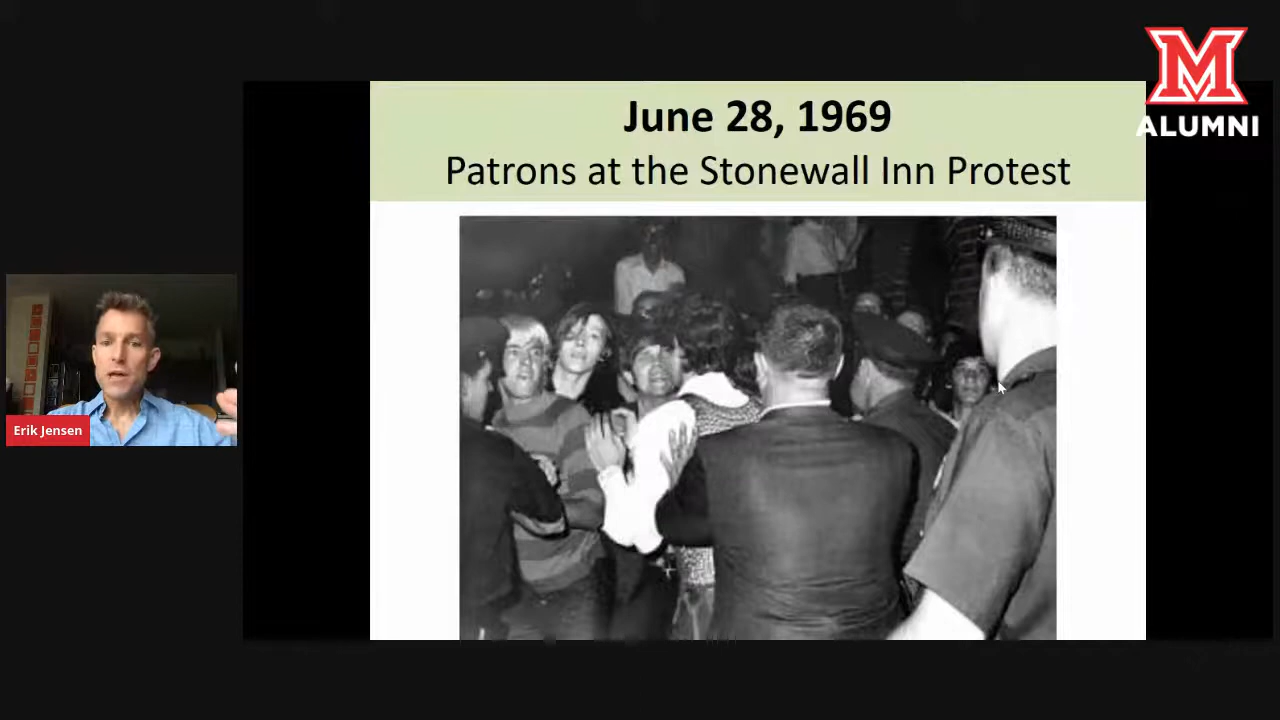 June 28, 1969
Patrons at the Stonewall Inn Protest
M
ALUMNI
Erik Jensen